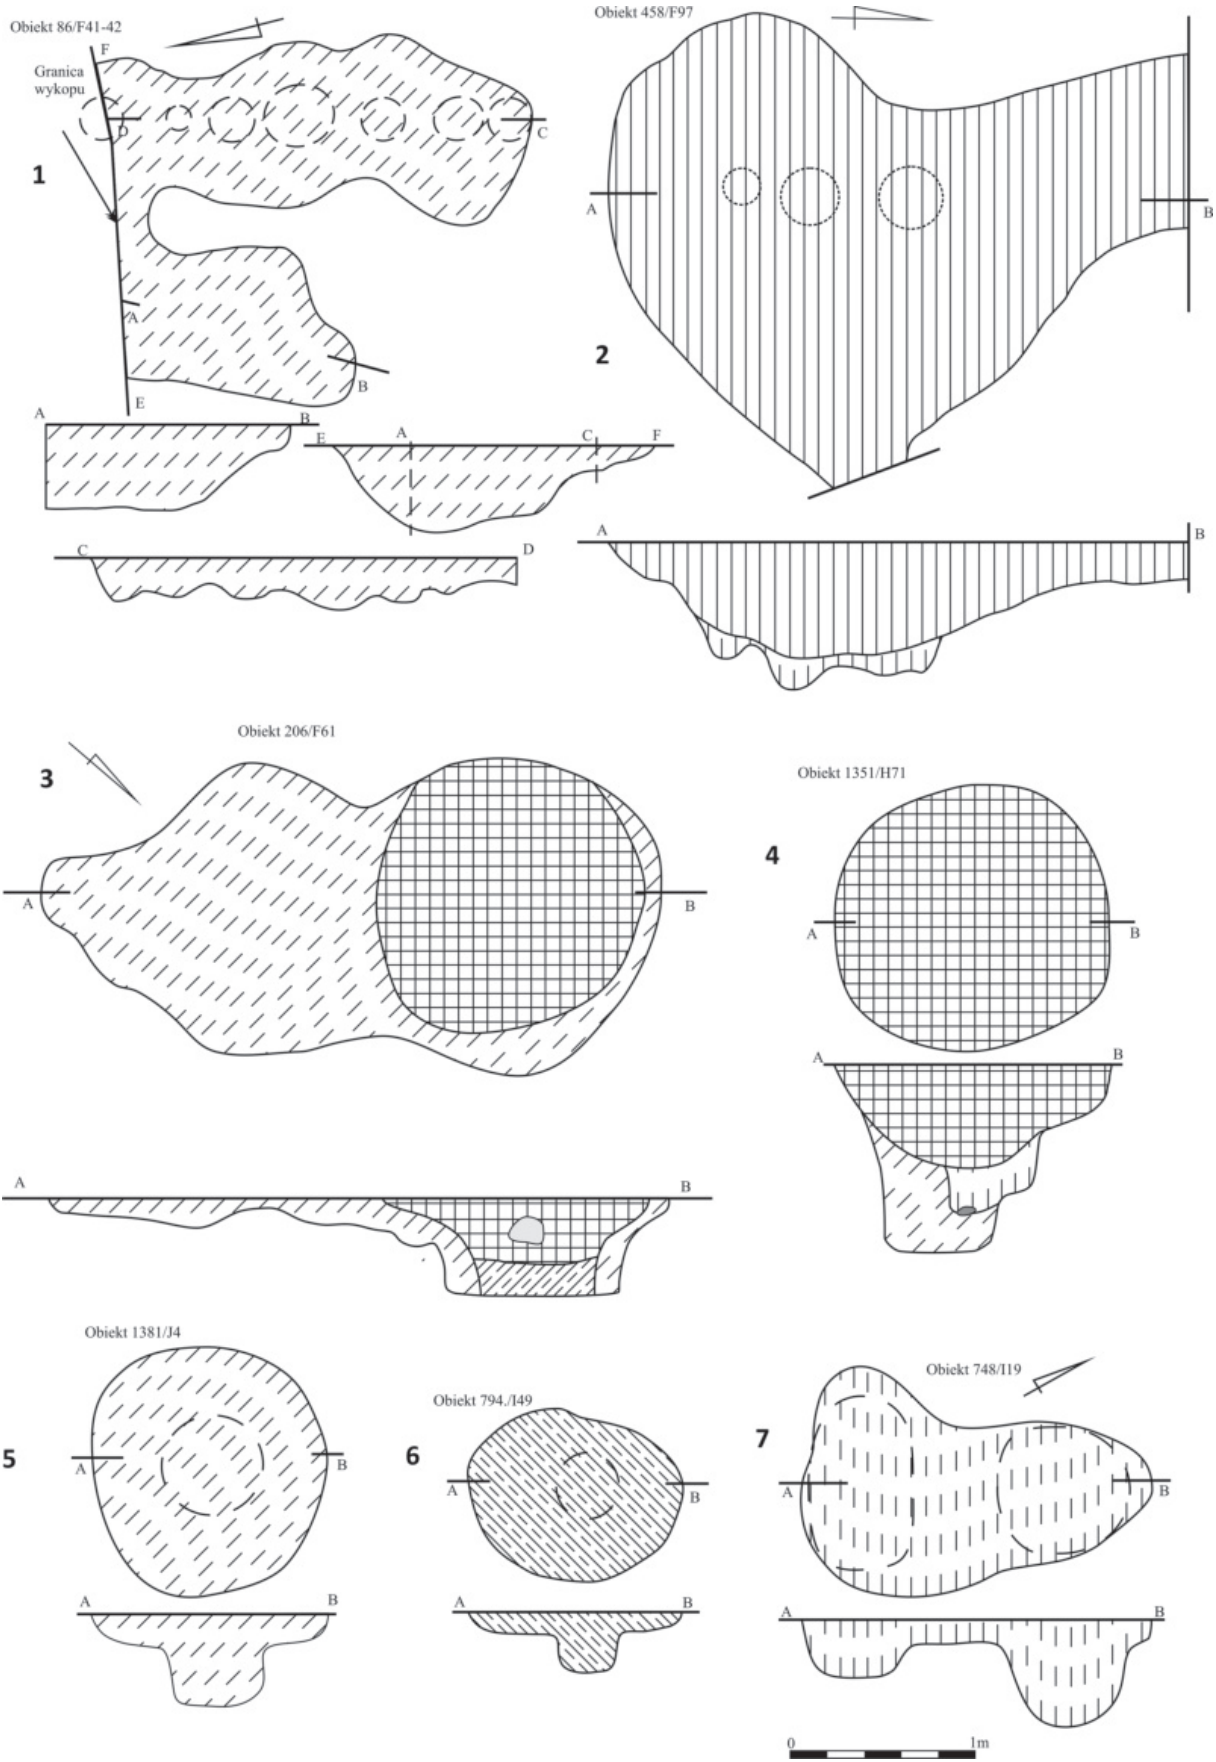 Obiekt 86/F41-42
F
Granica
wykopu
D
C
1
A
B
E
A
B
E
A
C
F
C
D
Obiekt 458/F97
A
B
2
A
B
Obiekt 206/F61
3
A
B
A
B
Obiekt 1351/H71
4
A
B
A
B
Obiekt 1381/J4
5
A
B
A
B
Obiekt 794./I49
6
A
B
A
B
Obiekt 748/I19
7
A
B
A
B
0
1m